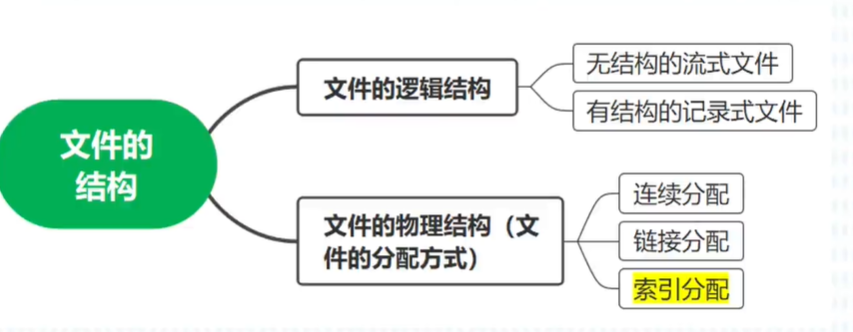 文件的
结构
文件的逻辑结构
无结构的流式文件
有结构的记录式文件
文件的物理结构（文
件的分配方式）
连续分配
链接分配
索引分配